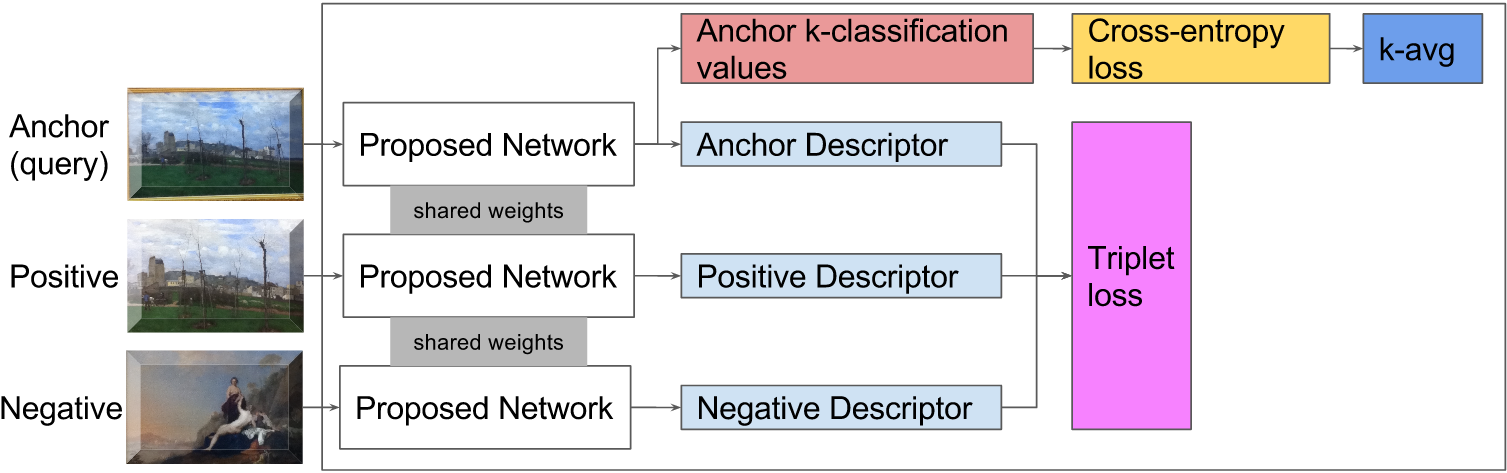 Anchor k-classification
values
Cross-entropy
loss
k-avg
Anchor
(query)
Proposed Network
Anchor Descriptor
shared weights
Positive
Proposed Network
Positive Descriptor
Triplet
loss
shared weights
Negative
Proposed Network
Negative Descriptor